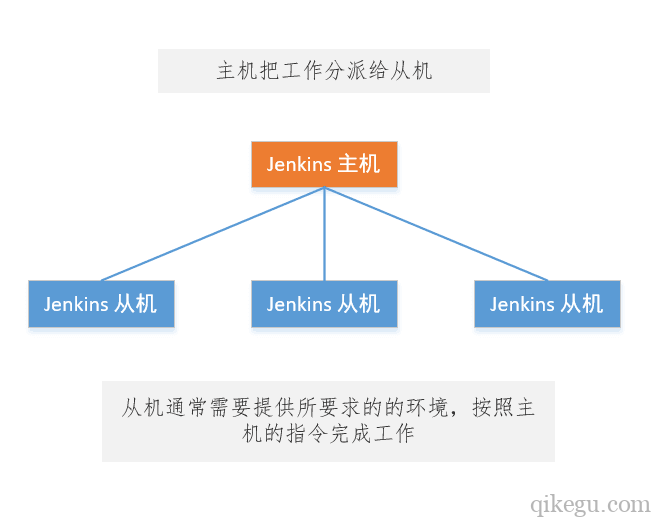 主机把工作分派给从机
Jenkins 主机
Jenkins 从机
Jenkins 从机
Jenkins 从机
从机通常需要提供所要求的的环境，按照主
机的指令完成工作
qikegu.com